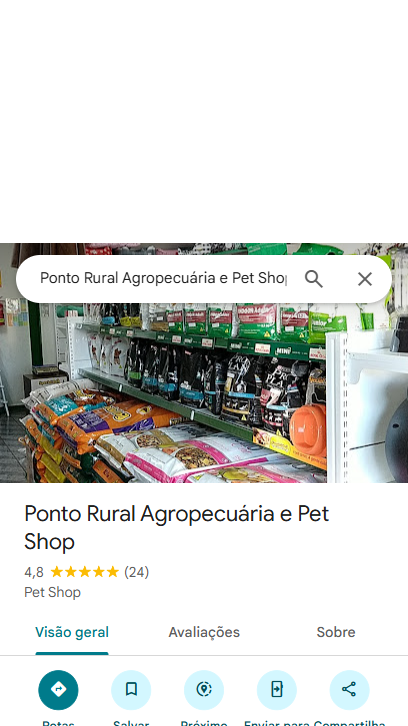 Ponto Rural Agropecuária e Pet Shop
Ponto Rural Agropecuária e Pet
Shop
4,8 (24)
Pet Shop
Visão geral
Avaliações
Sobre
Rotas
Salvar
Próximo
Enviar para
Compartilha